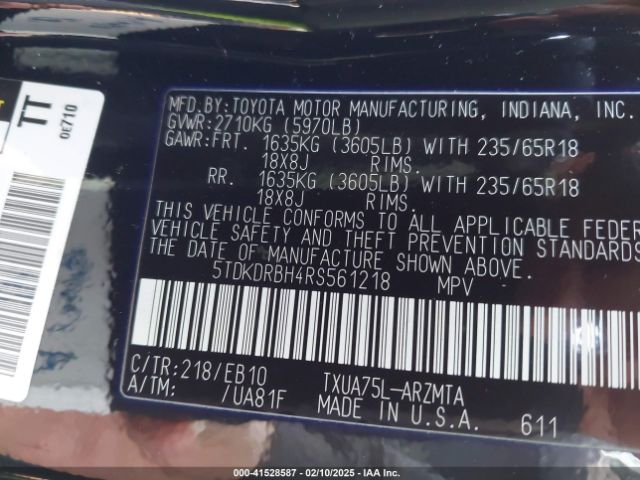 TT
0E710
MFD.BY:TOYOTA MOTOR MANUFACTURING, INDIANA, INC.
GVWR:2710KG (5970LB)
GAWR:FRT. 1635KG (3605LB) WITH 235/65R18
18X8J RIMS.
RR. 1635KG (3605LB) WITH 235/65R18
18X8J RIMS.
THIS VEHICLE CONFORMS TO ALL APPLICABLE FEDER
VEHICLE SAFETY AND THEFT PREVENTION STANDARDS
THE DATE OF MANUFACTURE SHOWN ABOVE.
5TDKDRBH4RS561218 MPV
C/TR:218/EB10 TXUA75L-ARZMTA
A/TM: /UA81F MADE IN U.S.A. 611
000-41528587 — 02/10/2025 — IAA Inc.